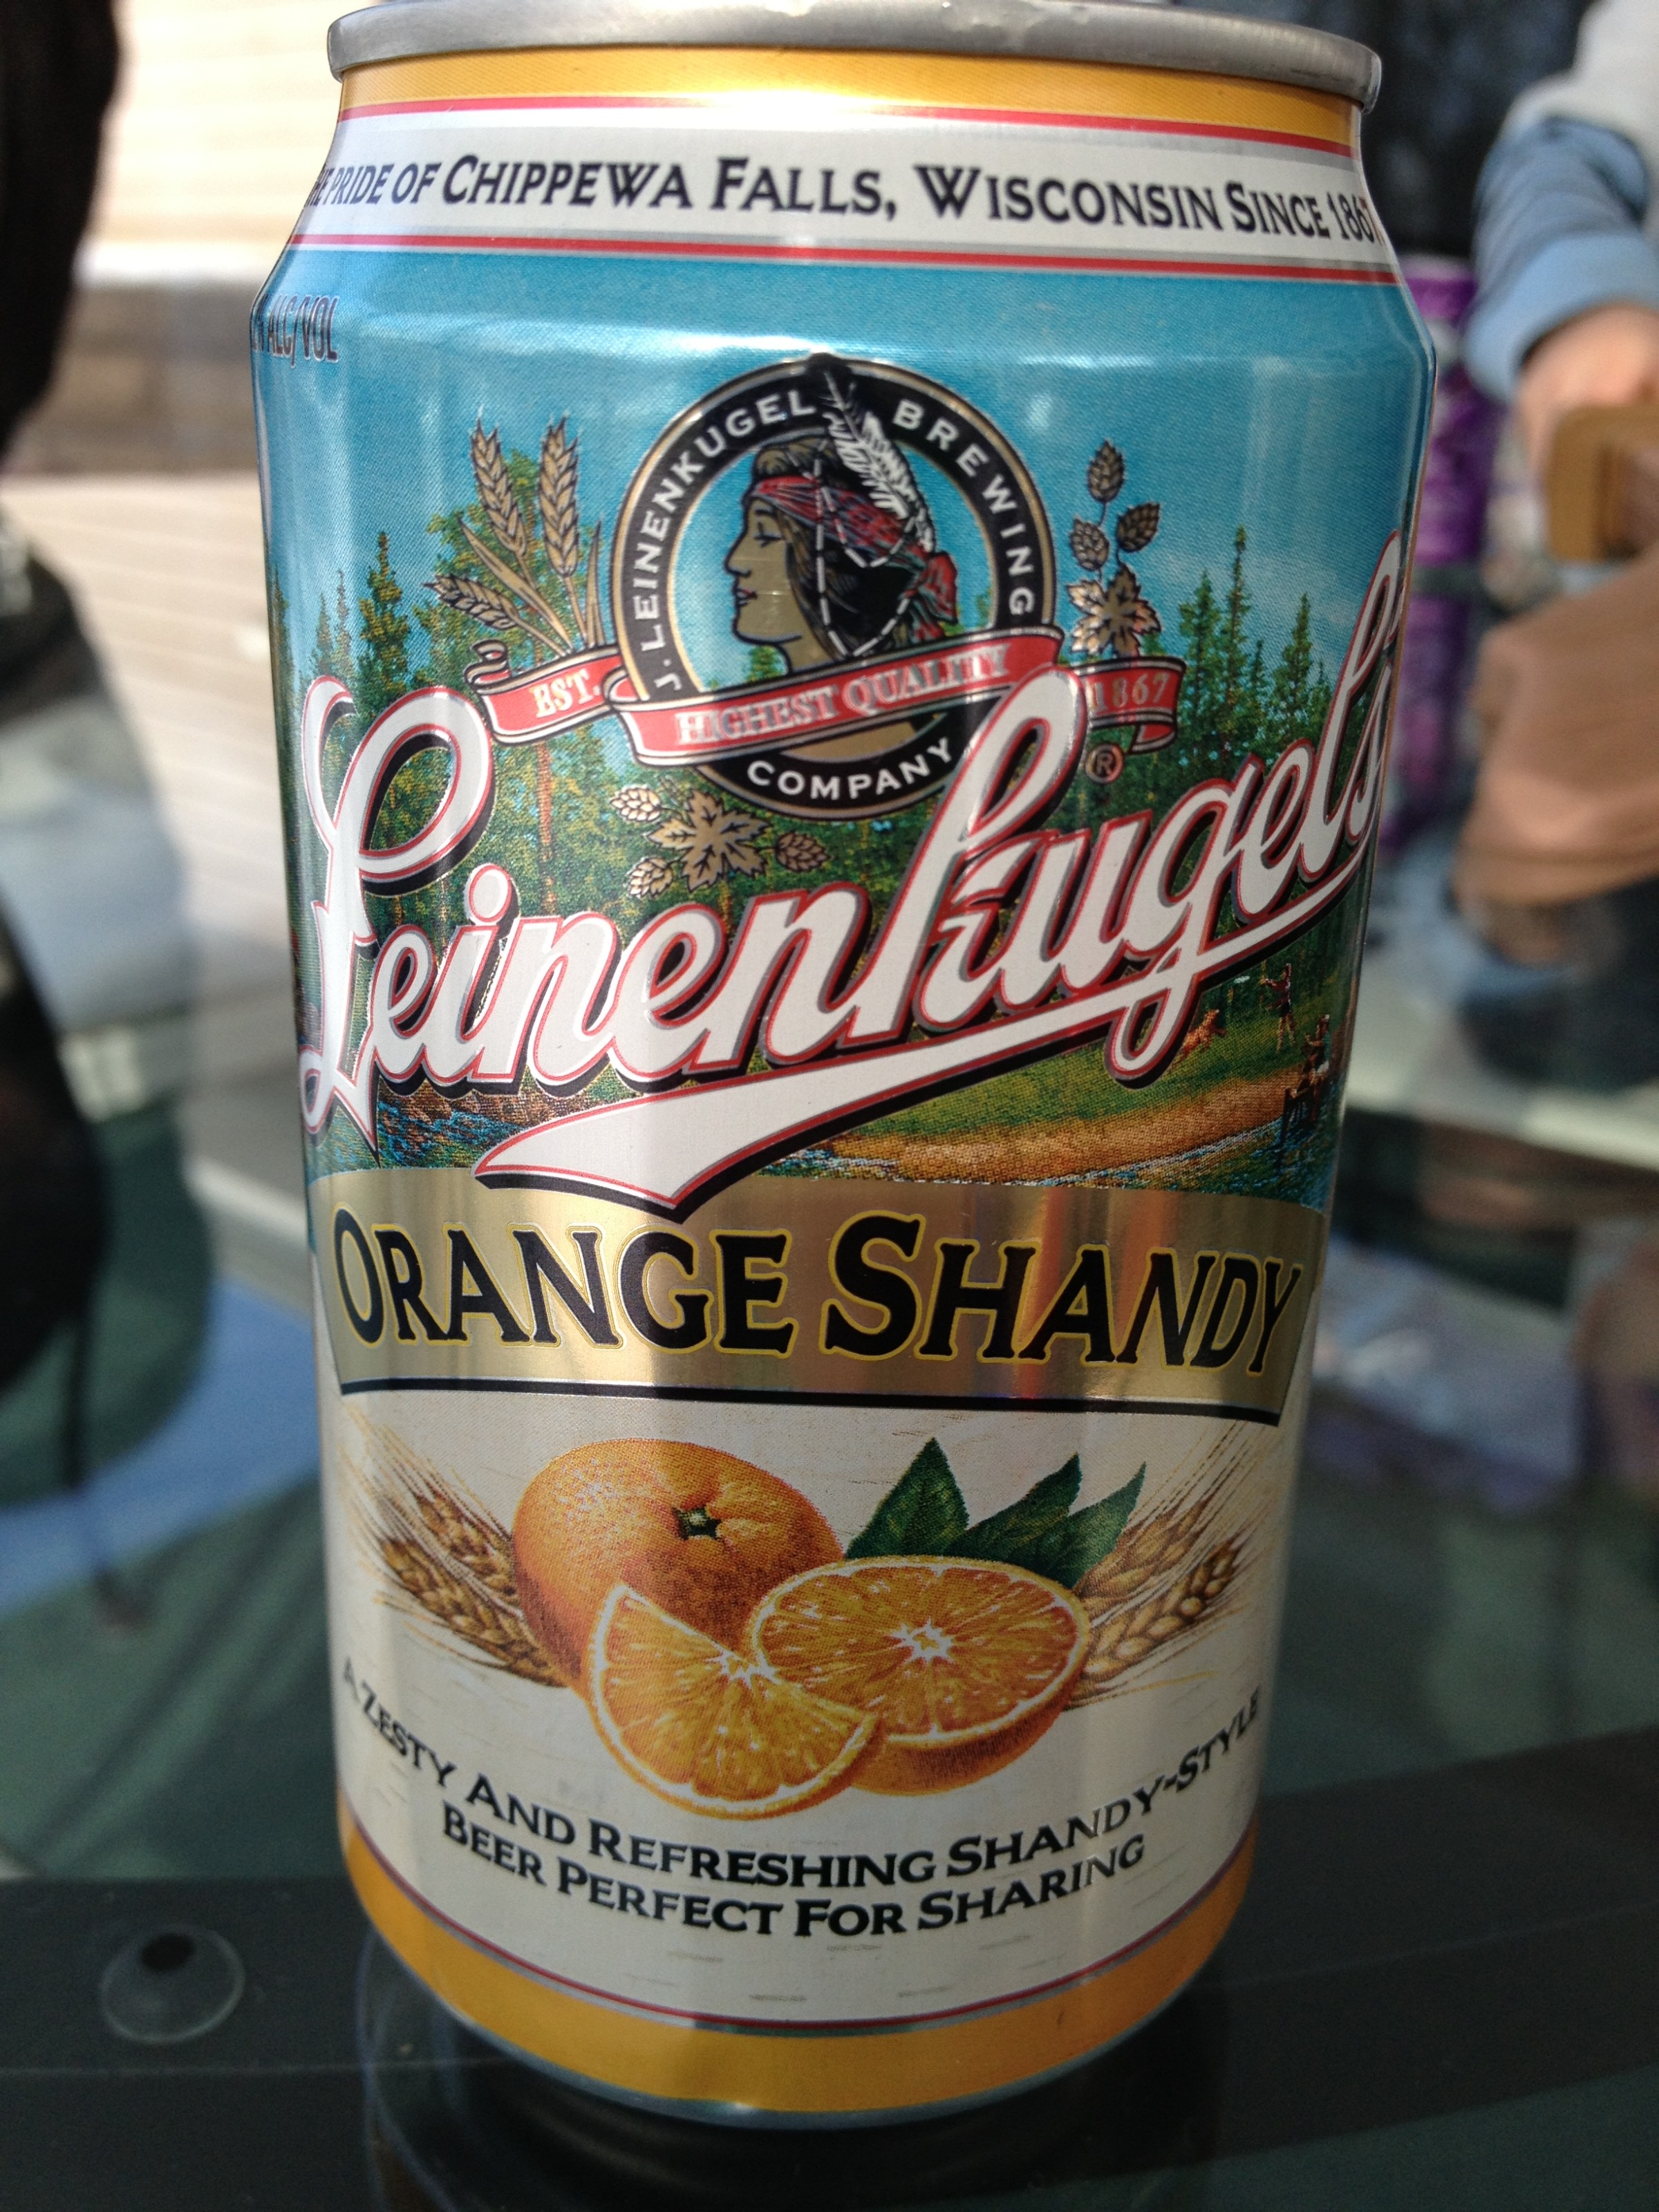 PRIDE OF CHIPPEWA FALLS, WISCONSIN SINCE 1867
ALC/VOL
J. LEINENKUGEL BREWING
EST. HIGHEST QUALITY 1867
COMPANY
®
Leinenkugel's
ORANGE SHANDY
A ZESTY AND REFRESHING SHANDY-STYLE
BEER PERFECT FOR SHARING